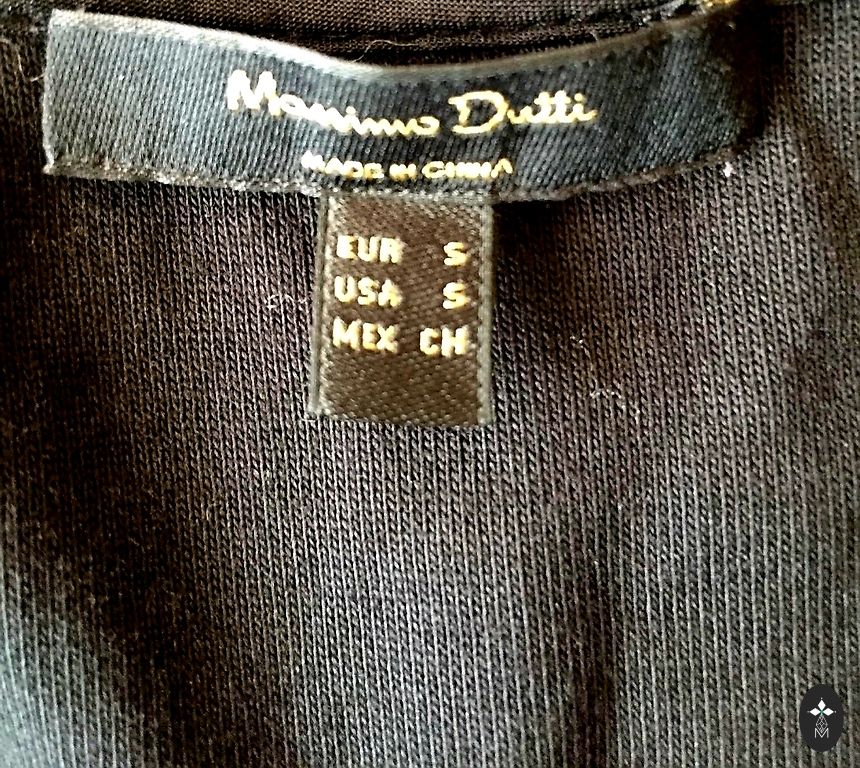 Massimo Dutti
MADE IN CHINA
EUR S
USA S
MEX CH
M